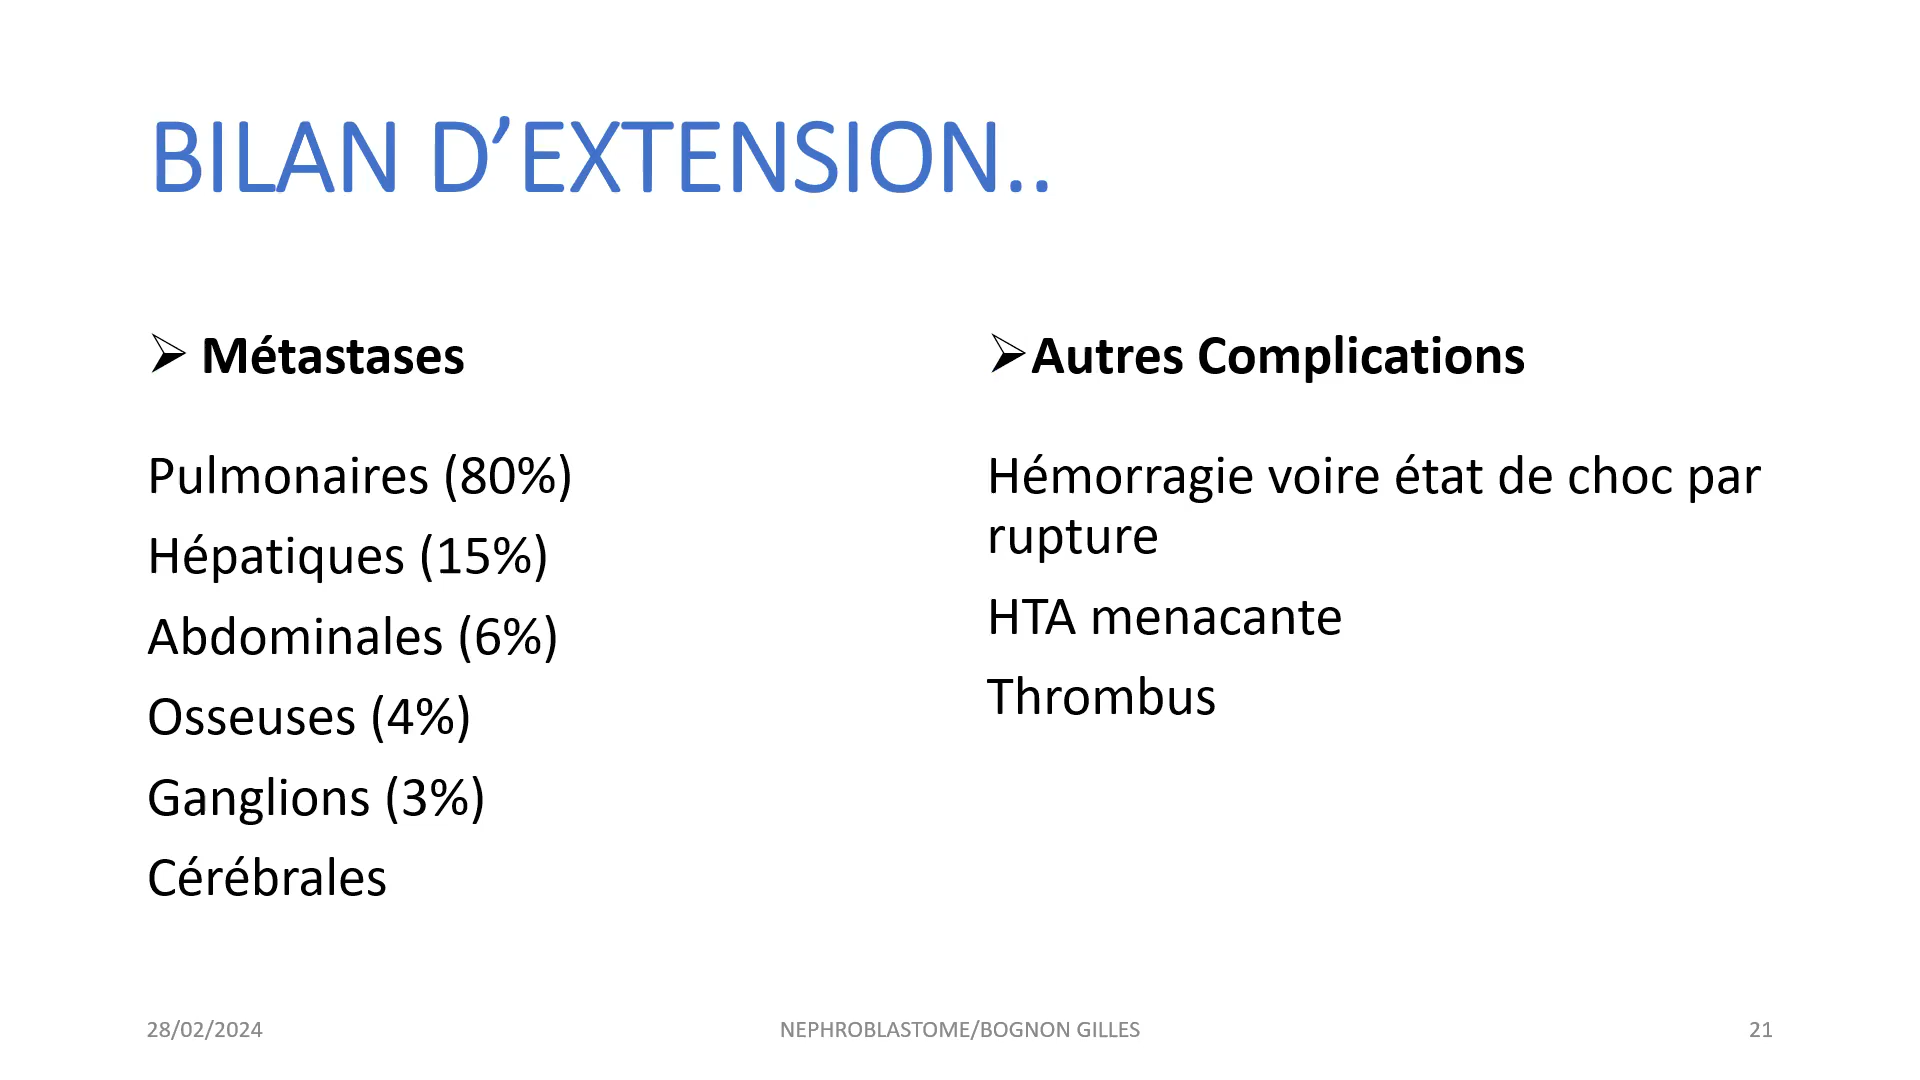 BILAN D’EXTENSION..
➢ Métastases
Pulmonaires (80%)
Hépatiques (15%)
Abdominales (6%)
Osseuses (4%)
Ganglions (3%)
Cérébrales
➢Autres Complications
Hémorragie voire état de choc par
rupture
HTA menacante
Thrombus
28/02/2024
NEPHROBLASTOME/BOGNON GILLES
21